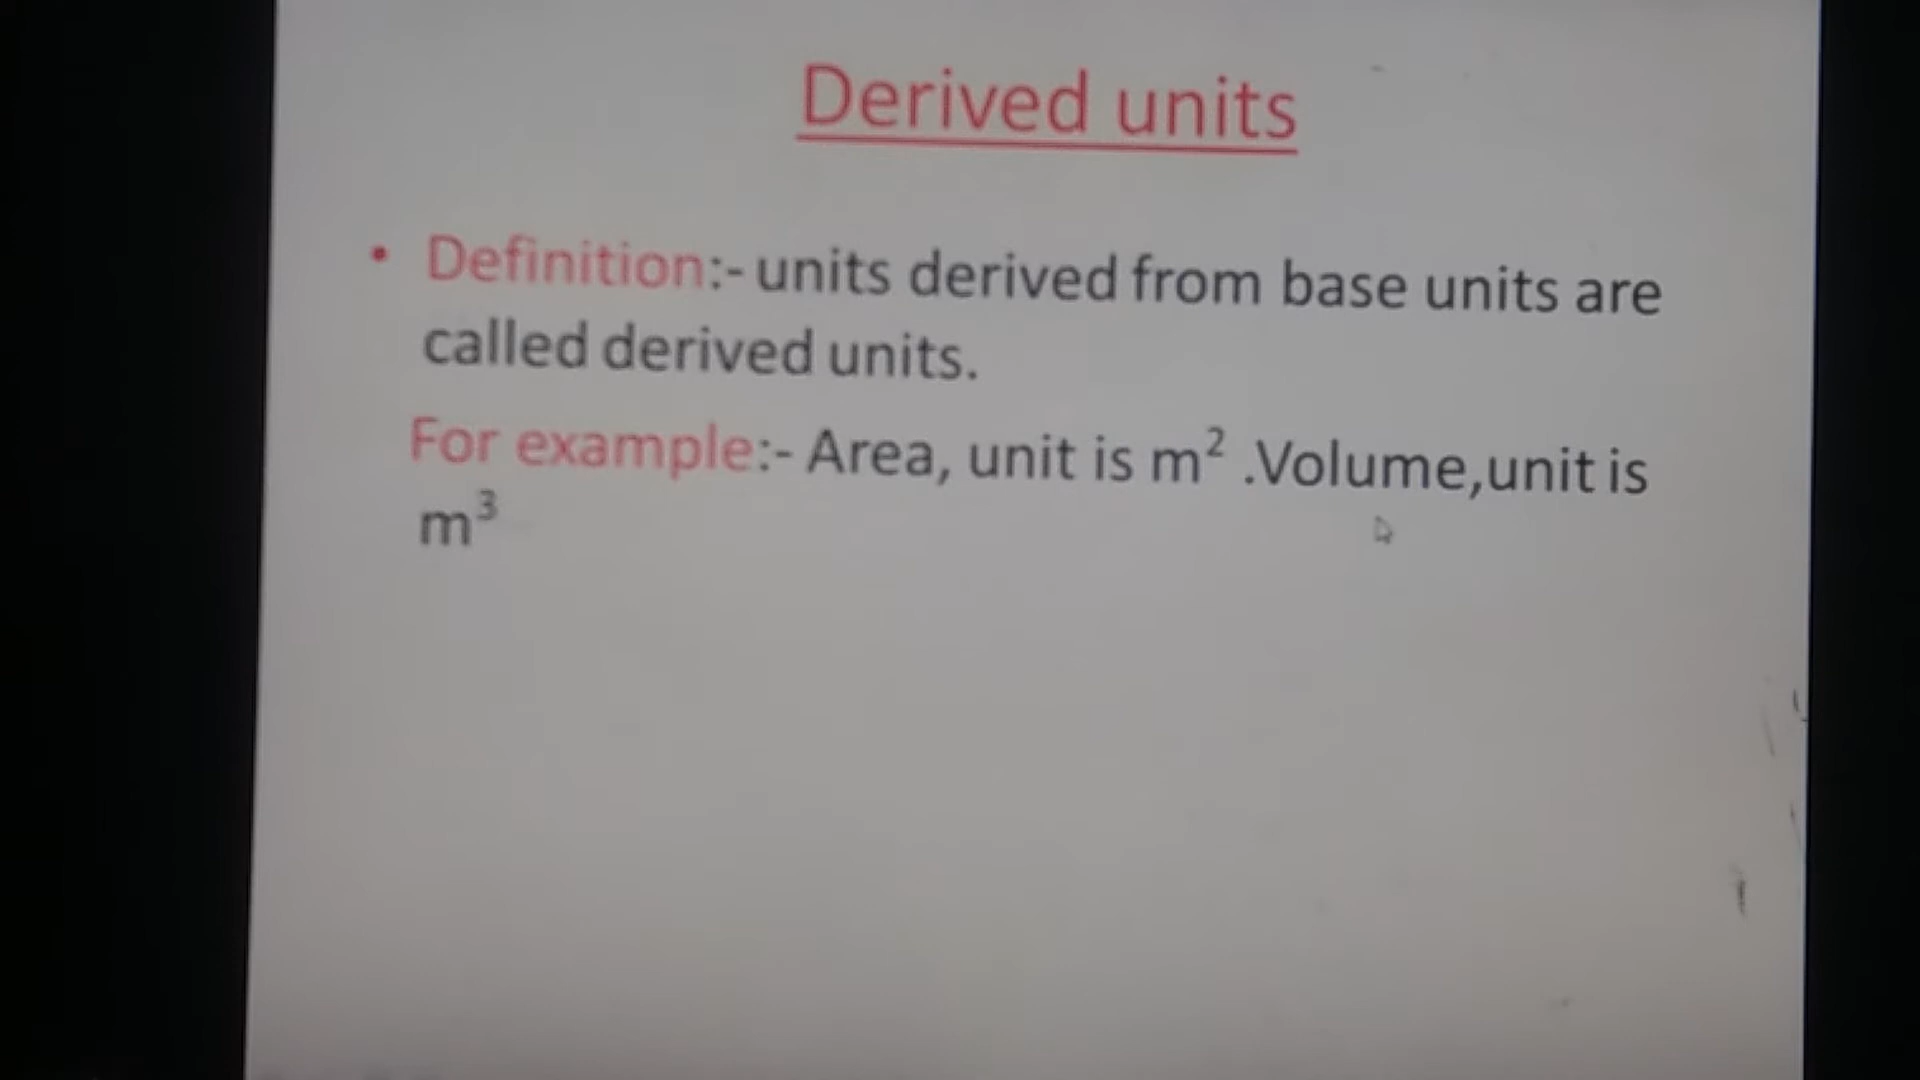 Derived units
• Definition:- units derived from base units are
called derived units.
For example:- Area, unit is m² .Volume,unit is
m³